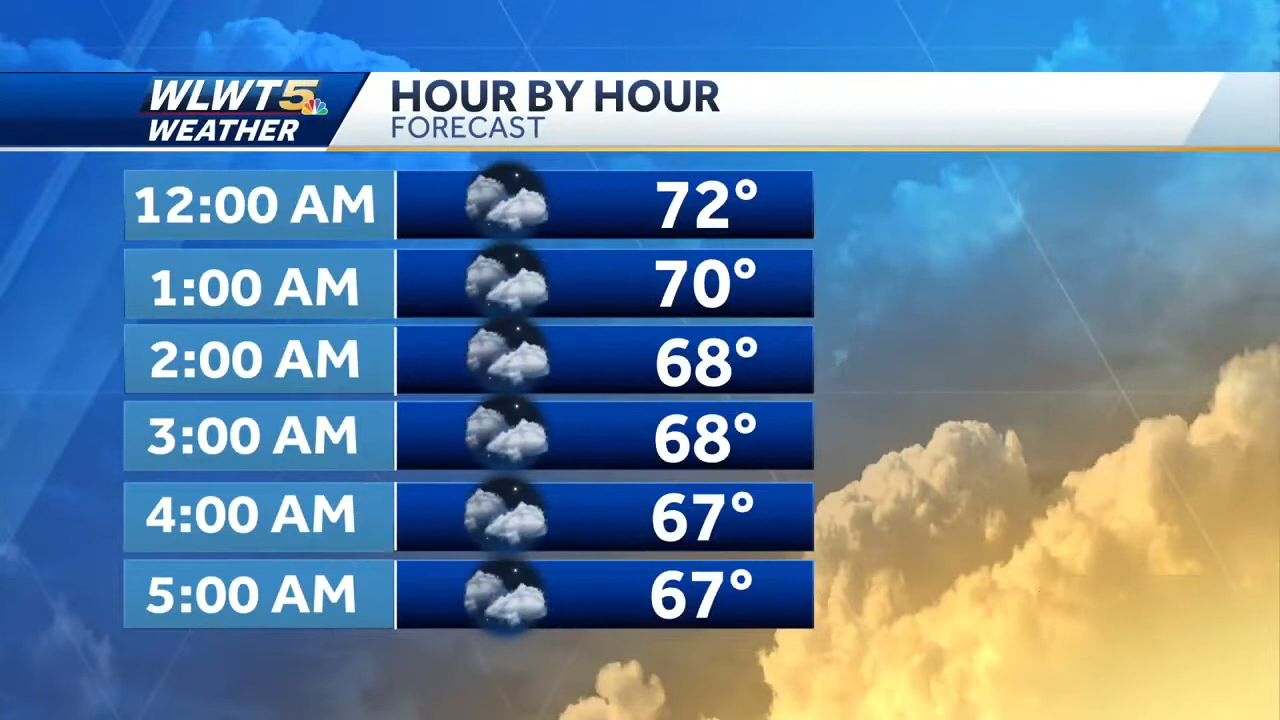 WLWT5
WEATHER
HOUR BY HOUR
FORECAST
12:00 AM 72°
1:00 AM 70°
2:00 AM 68°
3:00 AM 68°
4:00 AM 67°
5:00 AM 67°